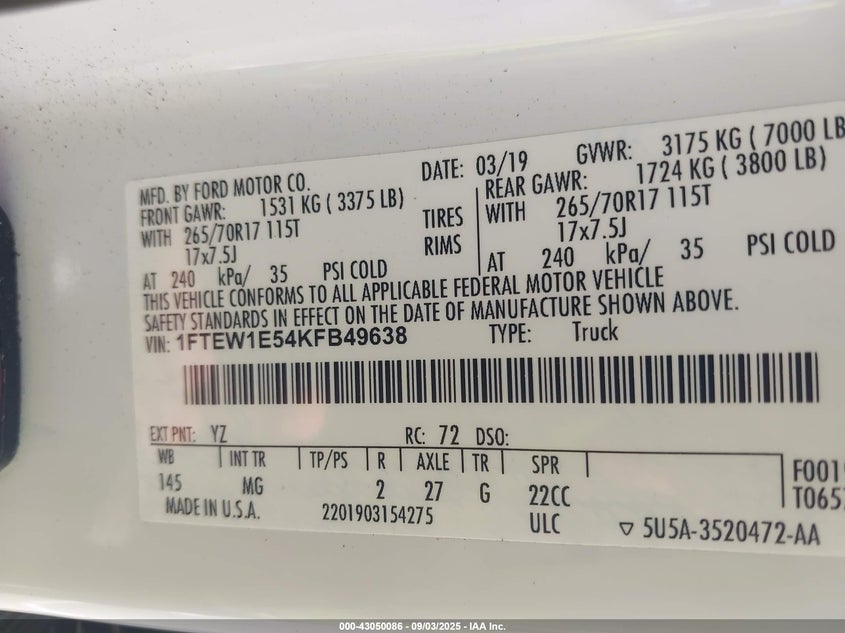 MFD. BY FORD MOTOR CO. DATE: 03/19 GVWR: 3175 KG ( 7000 LB
FRONT GAWR: 1531 KG ( 3375 LB) REAR GAWR: 1724 KG ( 3800 LB)
WITH 265/70R17 115T TIRES WITH 265/70R17 115T
17x7.5J RIMS 17x7.5J
AT 240 kPa/ 35 PSI COLD AT 240 kPa/ 35 PSI COLD
THIS VEHICLE CONFORMS TO ALL APPLICABLE FEDERAL MOTOR VEHICLE
SAFETY STANDARDS IN EFFECT ON THE DATE OF MANUFACTURE SHOWN ABOVE.
VIN: 1FTEW1E54KFB49638 TYPE: Truck
EXT PNT: YZ RC: 72 DSO:
WB INT TR TP/PS R AXLE TR SPR
145 MG 2 27 G 22CC
F001
T065
MADE IN U.S.A. 2201903154275 ULC ▽ 5U5A-3520472-AA
000-43050086 - 09/03/2025 - IAA Inc.